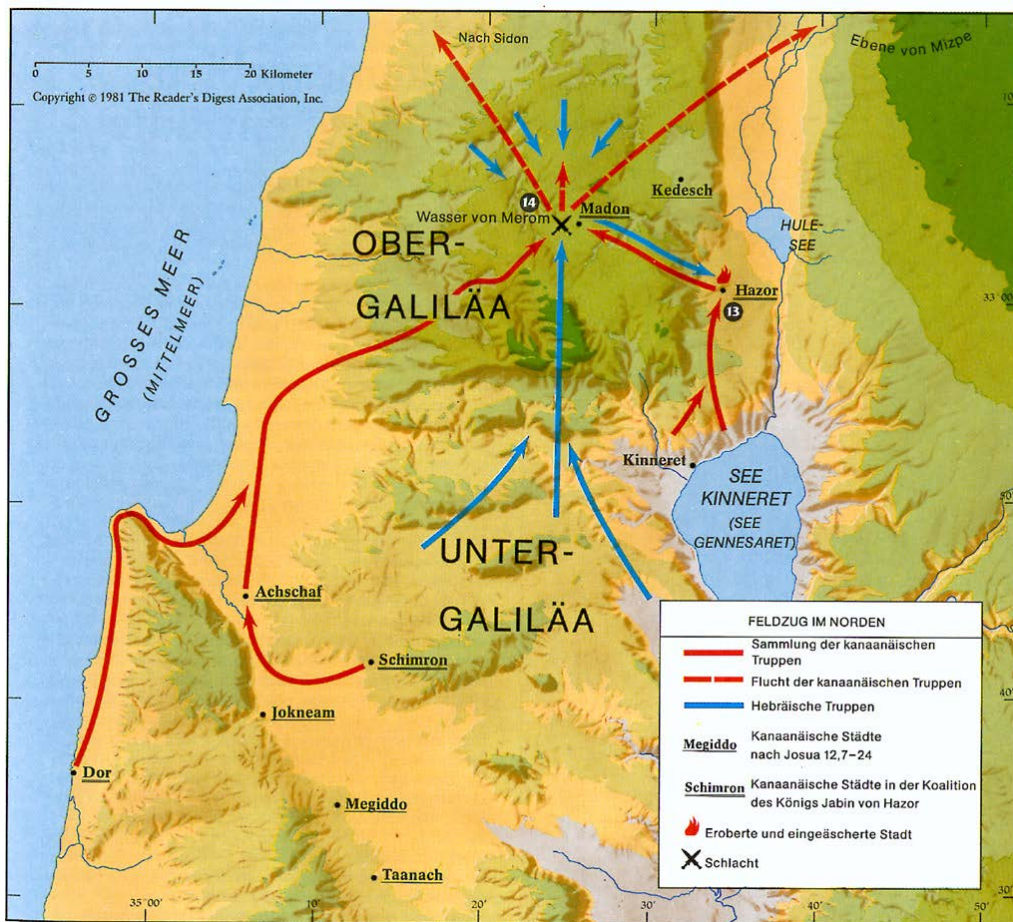 Nach Sidon
Ebene von Mizpe
0 5 10 15 20 Kilometer
Copyright © 1981 The Reader's Digest Association, Inc.
10'
Kedesch
14
Wasser von Merom
Madon
OBER-
GALILÄA
HULE-
SEE
Hazor
13
33° 00'
GROSSES MEER
(MITTELMEER)
Kinneret
SEE
KINNERET
(SEE
GENNESARET)
50'
UNTER-
GALILÄA
Achschaf
Schimron
Jokneam
Dor
Megiddo
Taanach
40'
FELDZUG IM NORDEN
Sammlung der kanaanäischen
Truppen
Flucht der kanaanäischen Truppen
Hebräische Truppen
Megiddo
Kanaanäische Städte
nach Josua 12,7–24
Schimron
Kanaanäische Städte in der Koalition
des Königs Jabin von Hazor
Eroberte und eingeäscherte Stadt
Schlacht
35° 00'
10'
20'
30'
40'
50'